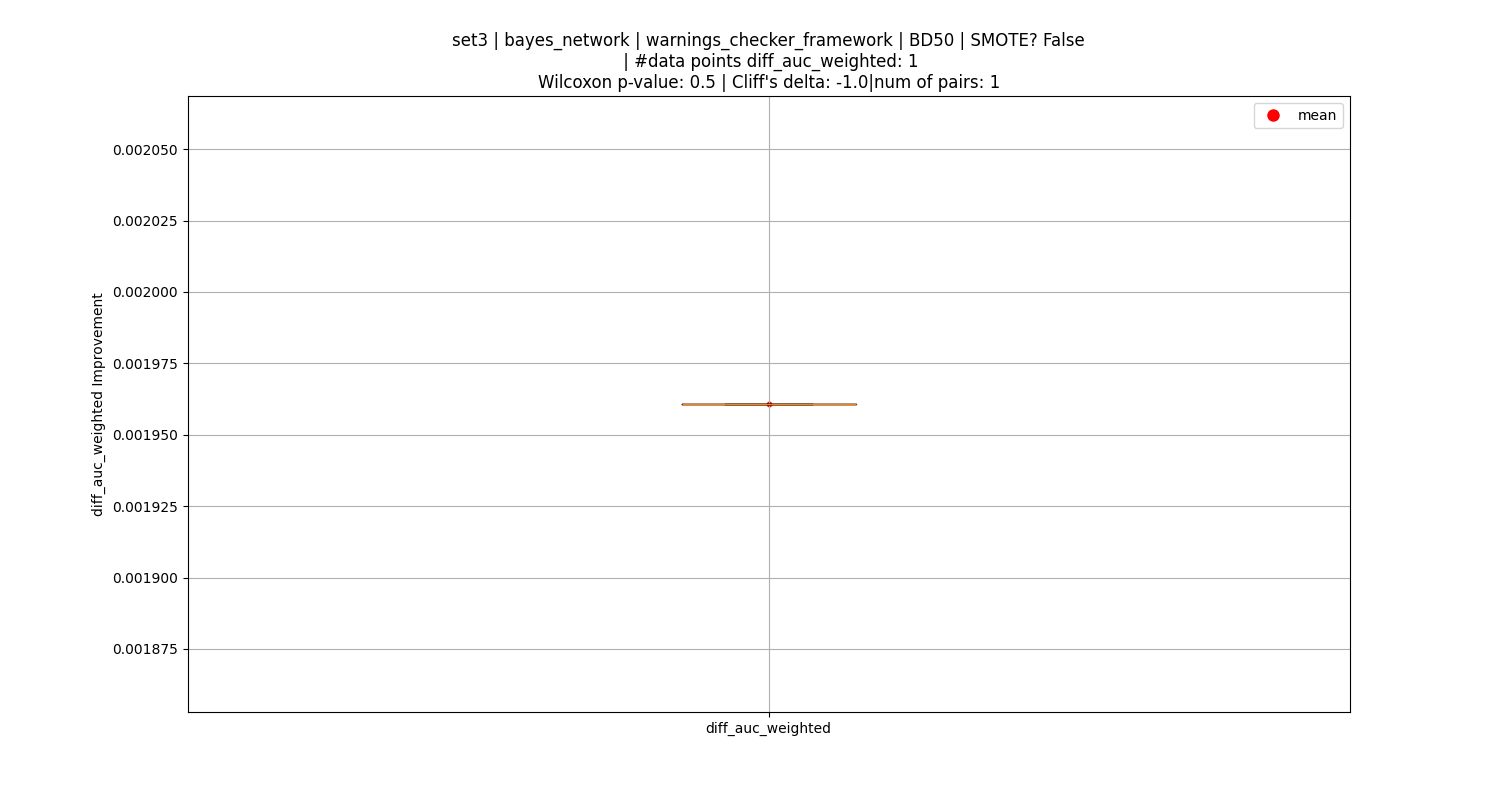 set3 | bayes_network | warnings_checker_framework | BD50 | SMOTE? False
| #data points diff_auc_weighted: 1
Wilcoxon p-value: 0.5 | Cliff's delta: -1.0|num of pairs: 1
mean
0.002050
0.002025
0.002000
0.001975
0.001950
0.001925
0.001900
0.001875
diff_auc_weighted Improvement
diff_auc_weighted